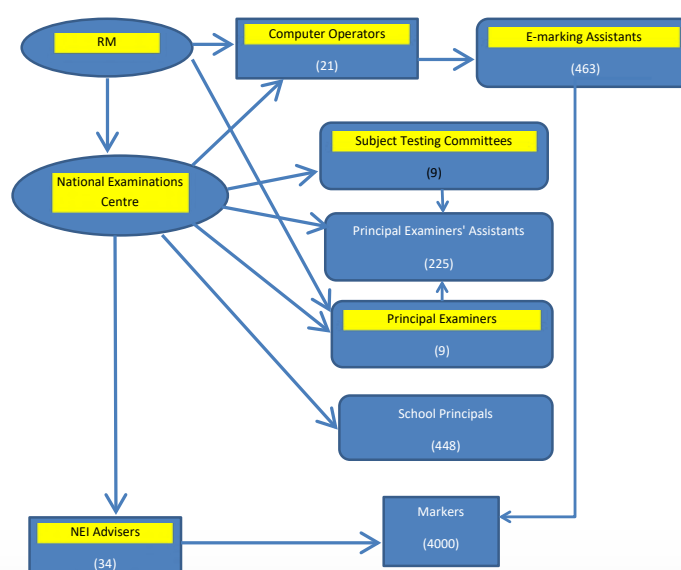 RM
Computer Operators
(21)
E-marking Assistants
(463)
Subject Testing Committees
(9)
National Examinations
Centre
Principal Examiners' Assistants
(225)
Principal Examiners
(9)
School Principals
(448)
Markers
(4000)
NEI Advisers
(34)